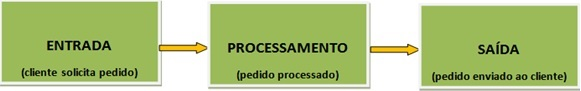 ENTRADA
(cliente solicita pedido)
PROCESSAMENTO
(pedido processado)
SAÍDA
(pedido enviado ao cliente)